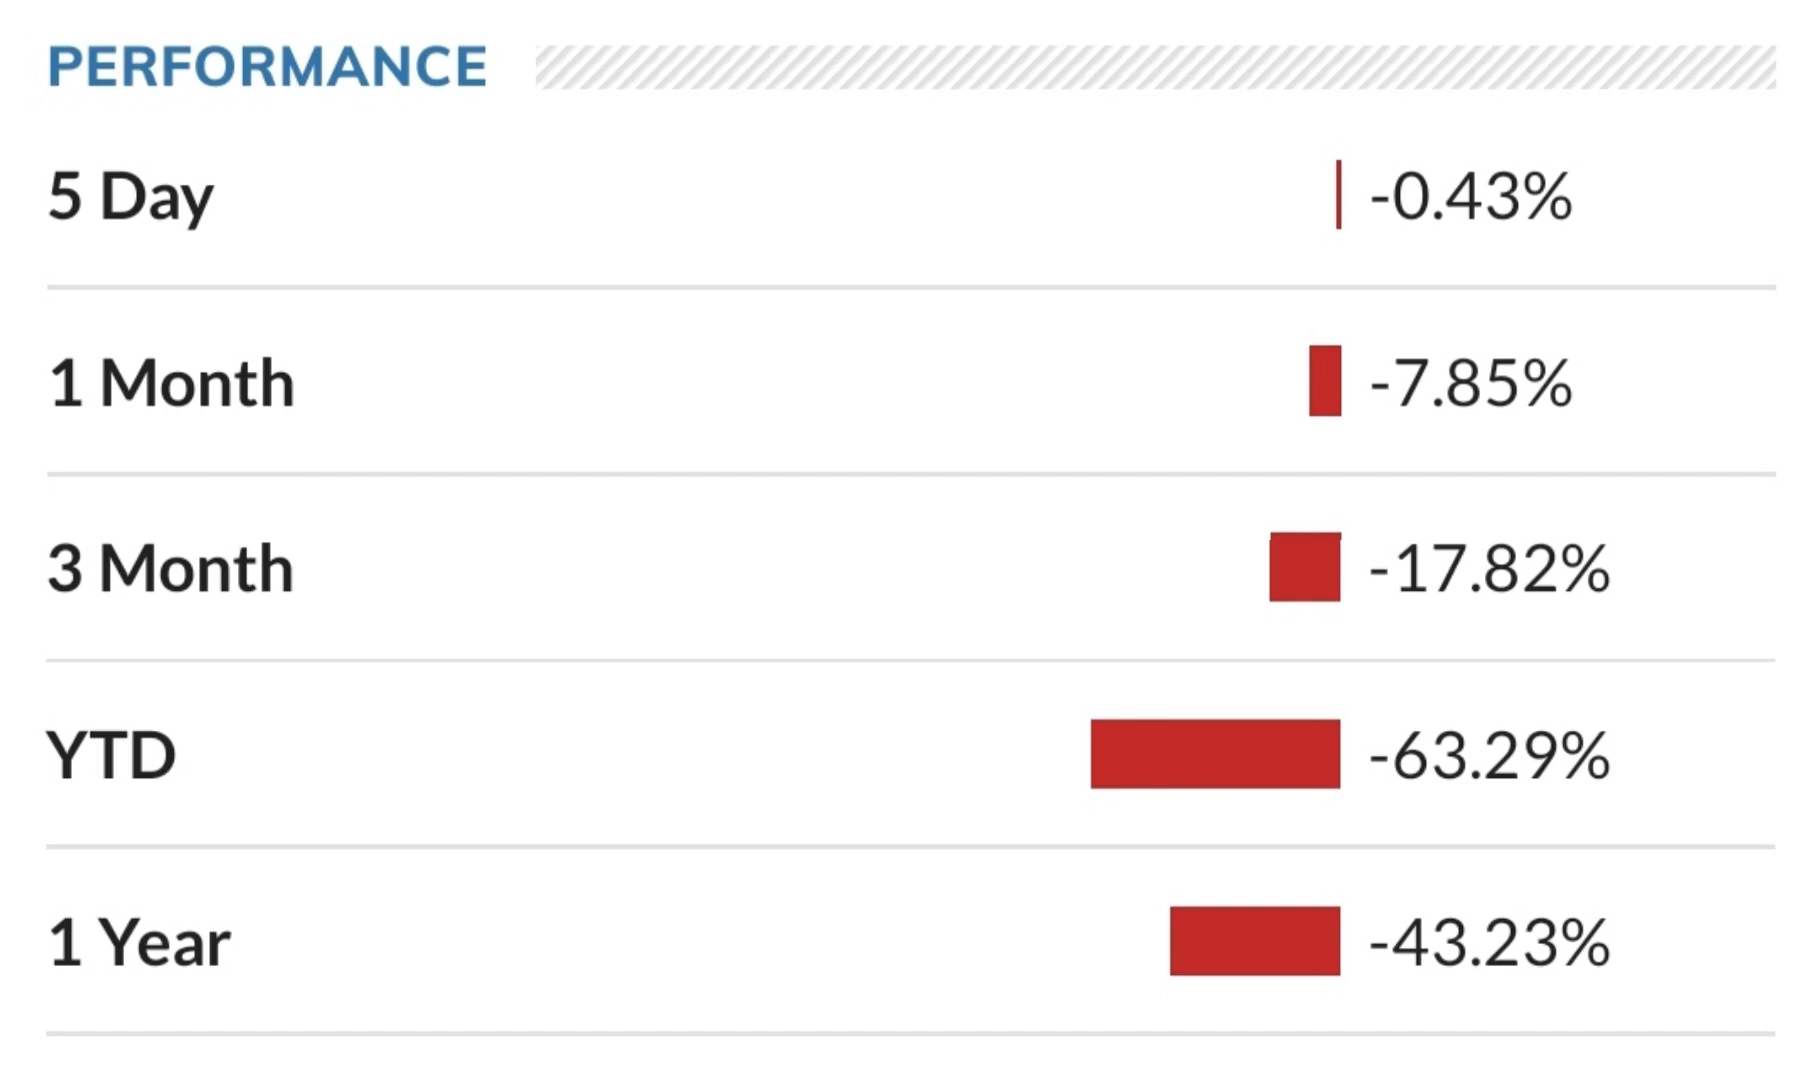 PERFORMANCE
5 Day -0.43%
1 Month -7.85%
3 Month -17.82%
YTD -63.29%
1 Year -43.23%